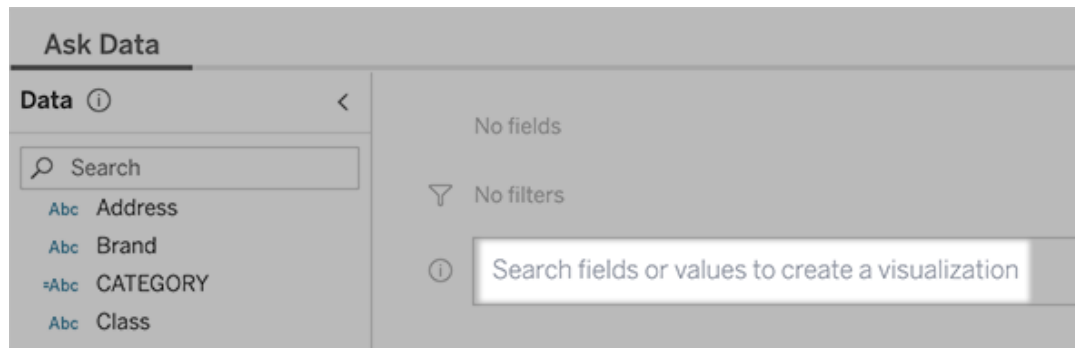 Ask Data
Data
Search
Abc Address
Abc Brand
=Abc CATEGORY
Abc Class
No fields
No filters
Search fields or values to create a visualization